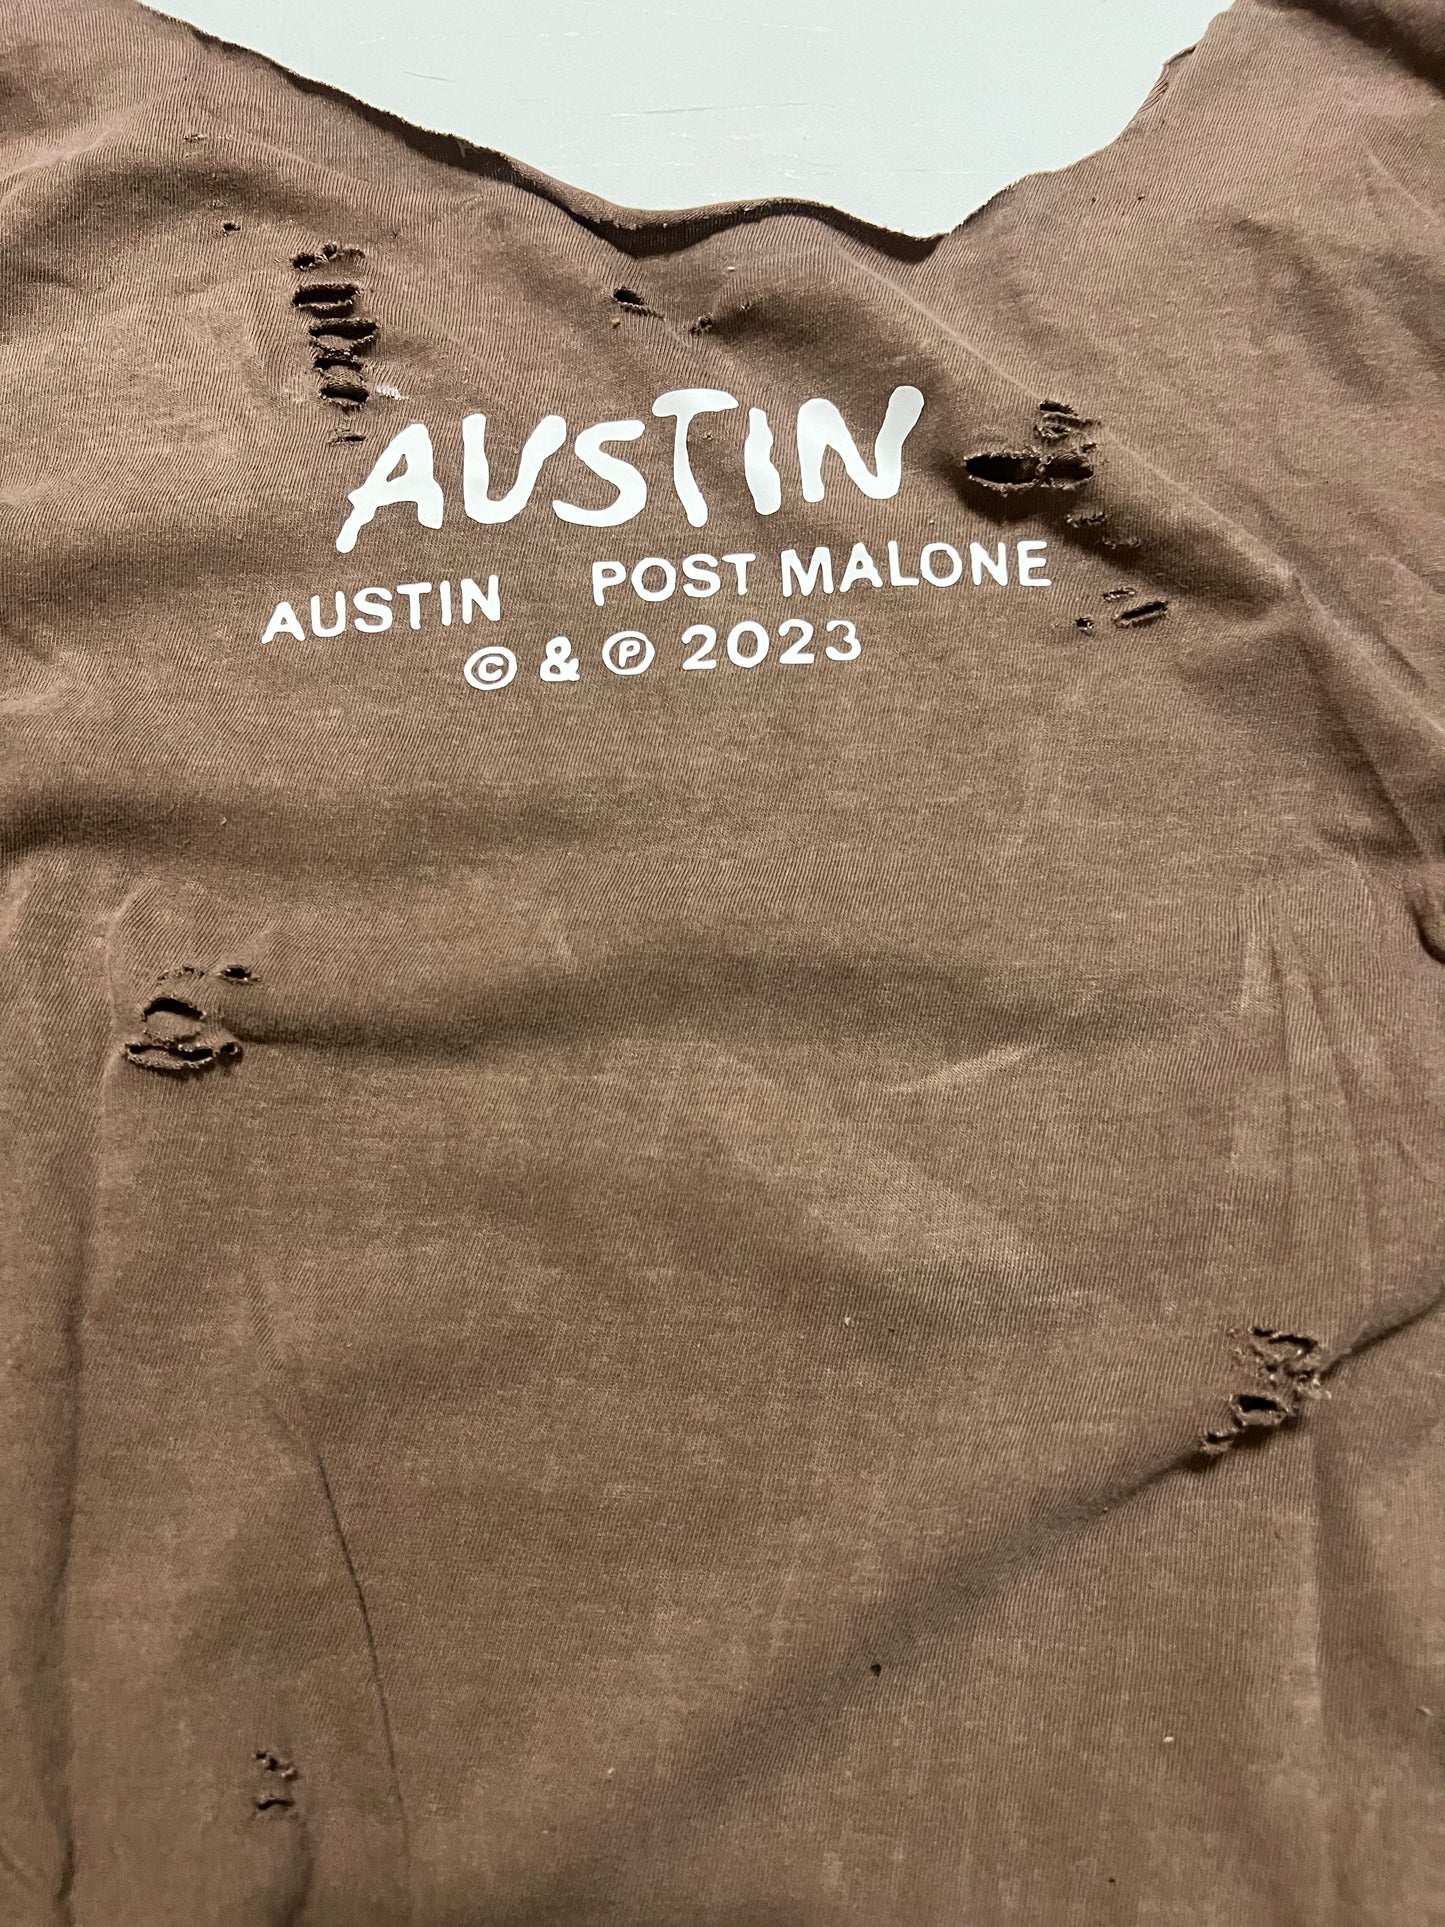 AUSTIN
AUSTIN POST MALONE
© & ℗ 2023